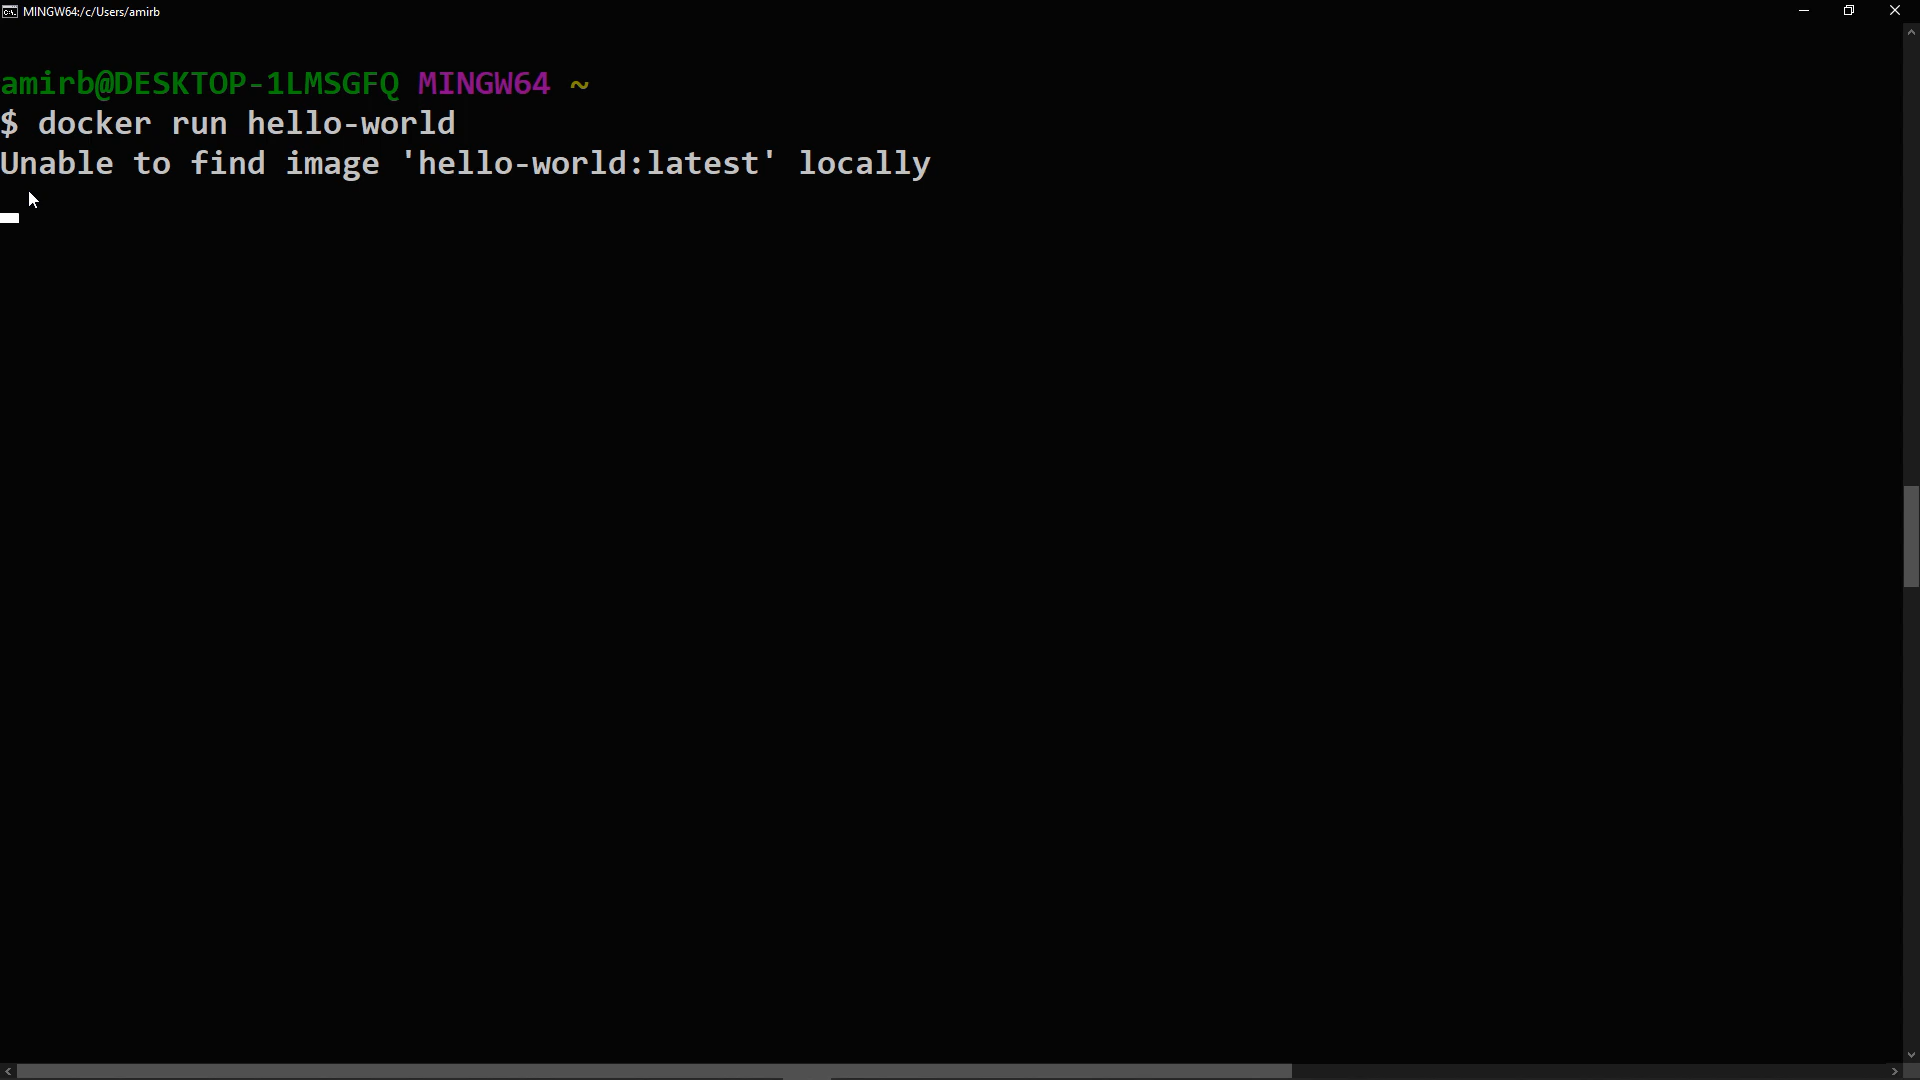 MINGW64:/c/Users/amirb
amirb@DESKTOP-1LMSGFQ MINGW64 ~
$ docker run hello-world
Unable to find image 'hello-world:latest' locally